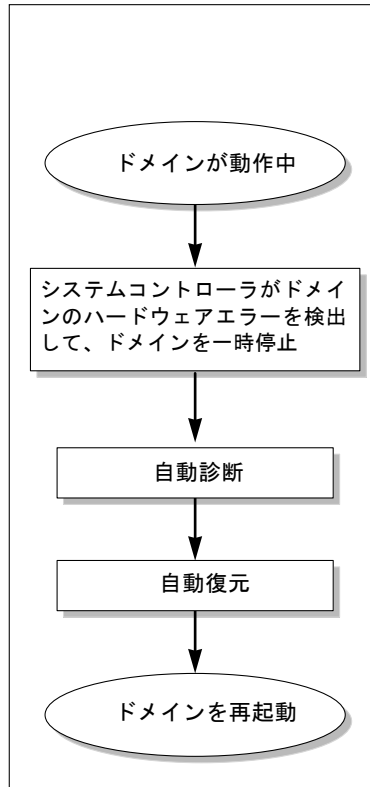 ドメインが動作中
システムコントローラがドメイ
ンのハードウェアエラーを検出
して、ドメインを一時停止
自動診断
自動復元
ドメインを再起動